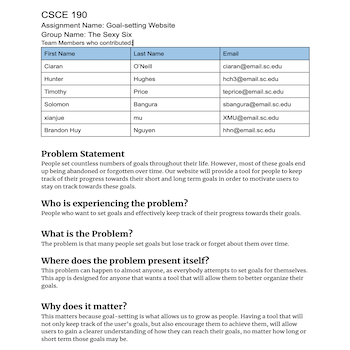 CSCE 190
Assignment Name: Goal-setting Website
Group Name: The Sexy Six
Team Members who contributed:
First Name Last Name Email
Ciaran O'Neill ciaran@email.sc.edu
Hunter Hughes hch3@email.sc.edu
Timothy Price teprice@email.sc.edu
Solomon Bangura sbangura@email.sc.edu
xianjue mu XMU@email.sc.edu
Brandon Huy Nguyen hhn@email.sc.edu
Problem Statement
People set countless numbers of goals throughout their life. However, most of these goals end
up being abandoned or forgotten over time. Our website will provide a tool for people to keep
track of their progress towards their short and long term goals in order to motivate users to
stay on track towards these goals.
Who is experiencing the problem?
People who want to set goals and effectively keep track of their progress towards their goals.
What is the Problem?
The problem is that many people set goals but lose track or forget about them over time.
Where does the problem present itself?
This problem can happen to almost anyone, as everybody attempts to set goals for themselves.
This app is designed for anyone that wants a tool that will allow them to better organize their
goals.
Why does it matter?
This matters because goal-setting is what allows us to grow as people. Having a tool that will
not only keep track of the user's goals, but also encourage them to achieve them, will allow
users to gain a clearer understanding of how they can reach their goals, no matter how long or
short term those goals may be.